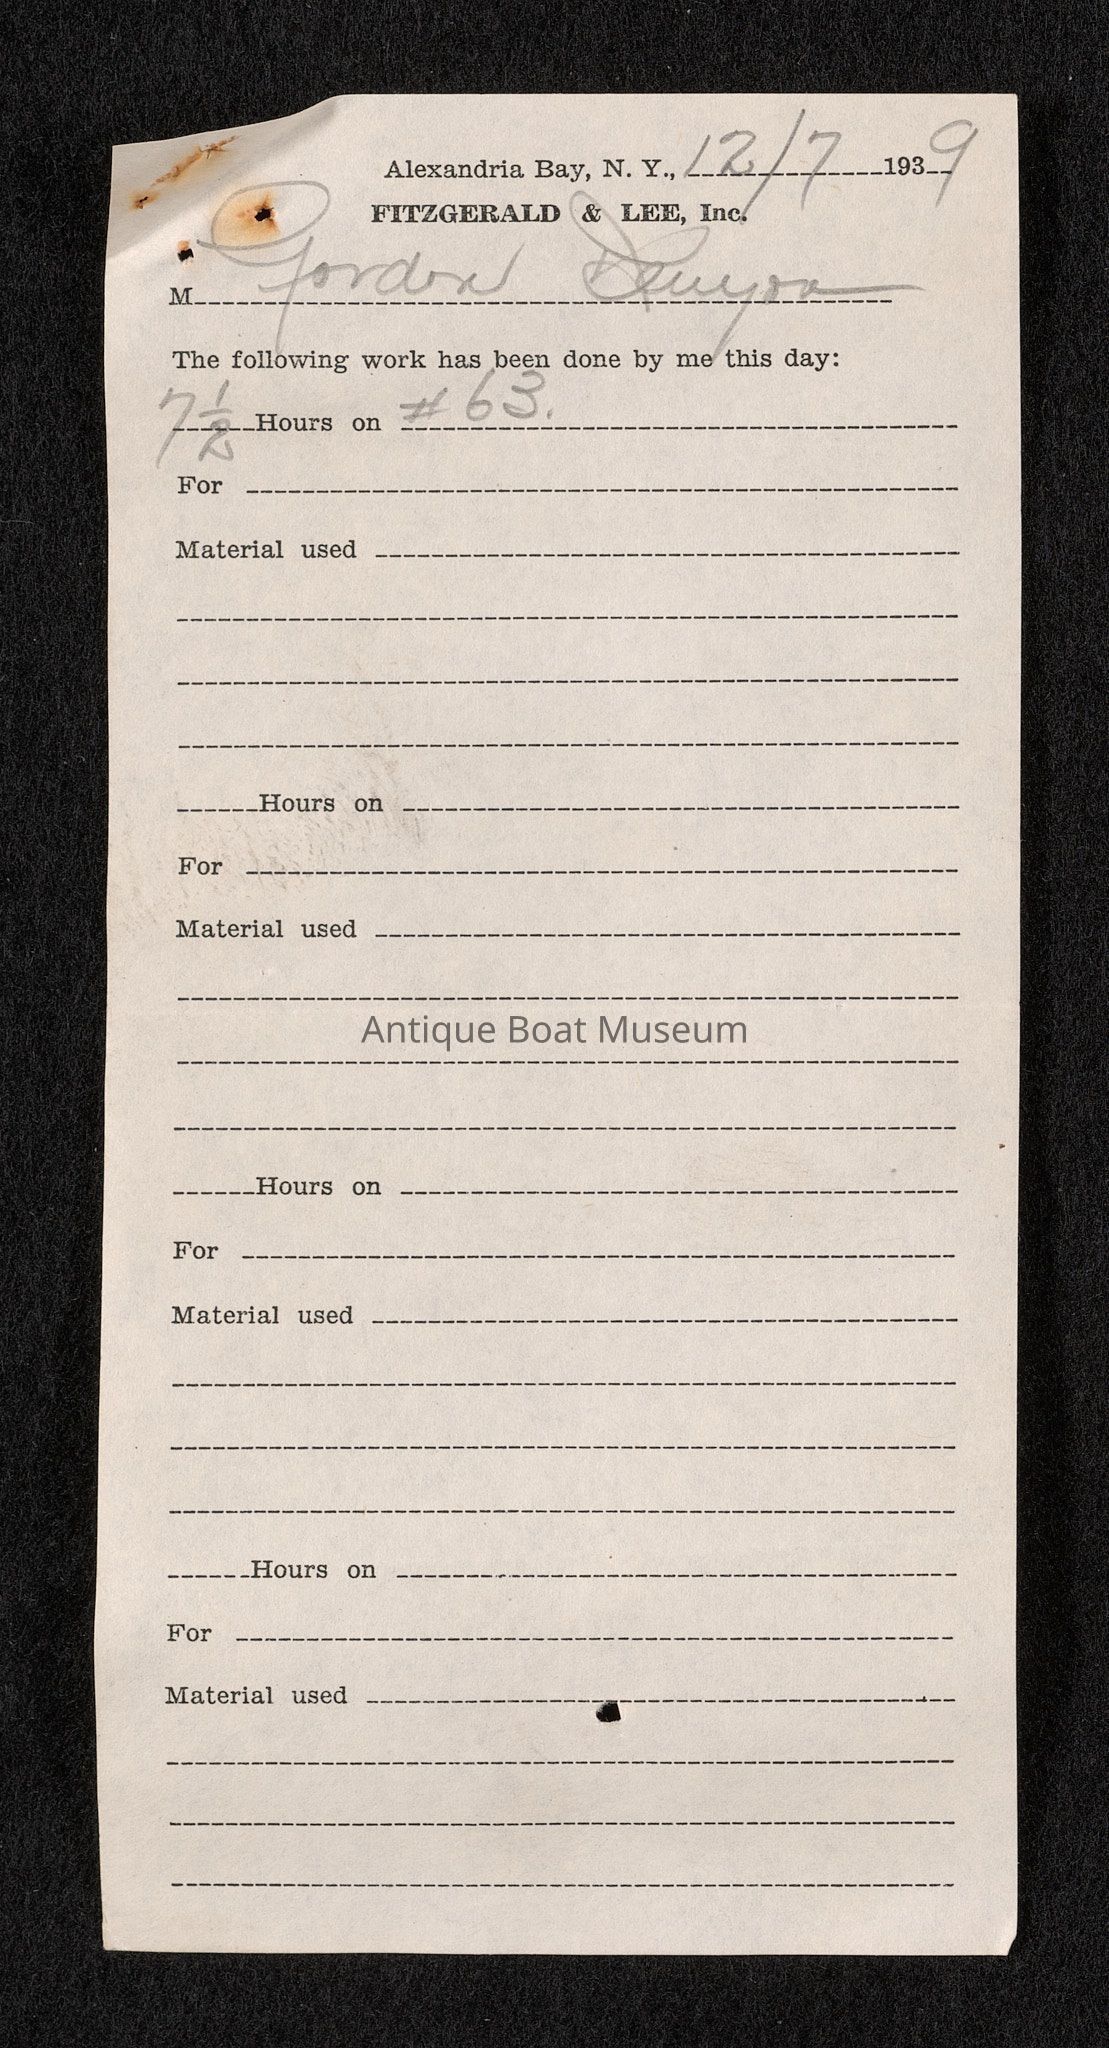 Alexandria Bay, N. Y., 12/7 1939
FITZGERALD & LEE, Inc.
M Gordon
The following work has been done by me this day:
7 1/2 Hours on # 63.
For
Material used
Hours on
For
Material used
Antique Boat Museum
Hours on
For
Material used
Hours on
For
Material used